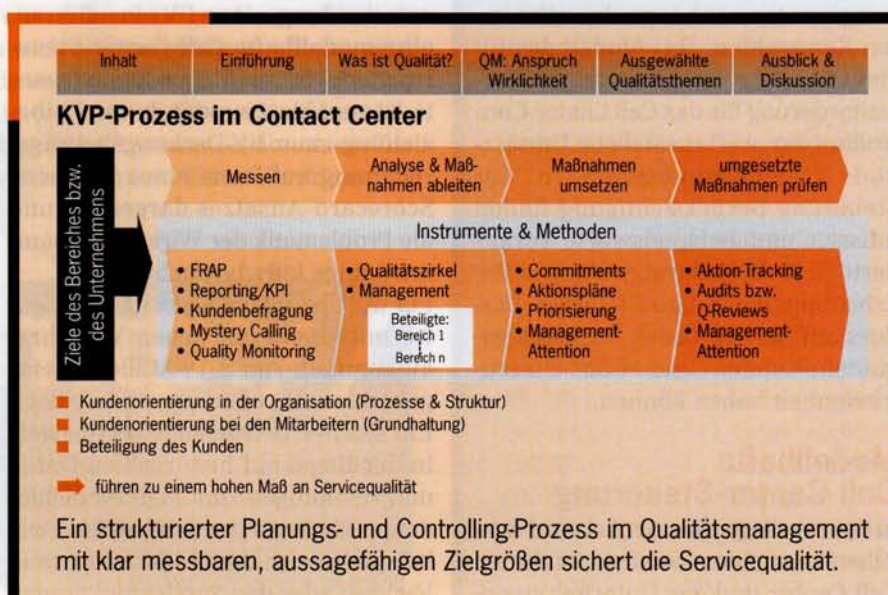 Inhalt
Einführung
Was ist Qualität?
QM: Anspruch
Wirklichkeit
Ausgewählte
Qualitätsthemen
Ausblick &
Diskussion
KVP-Prozess im Contact Center
Ziele des Bereiches bzw.
des Unternehmens
Messen
Analyse & Maß-
nahmen ableiten
Maßnahmen
umsetzen
umgesetzte
Maßnahmen prüfen
Instrumente & Methoden
• FRAP
• Reporting/KPI
• Kundenbefragung
• Mystery Calling
• Quality Monitoring
• Qualitätszirkel
• Management
Beteiligte:
Bereich 1
Bereich n
• Commitments
• Aktionspläne
• Priorisierung
• Management-
Attention
• Aktion-Tracking
• Audits bzw.
Q-Reviews
• Management-
Attention
Kundenorientierung in der Organisation (Prozesse & Struktur)
Kundenorientierung bei den Mitarbeitern (Grundhaltung)
Beteiligung des Kunden
führen zu einem hohen Maß an Servicequalität
Ein strukturierter Planungs- und Controlling-Prozess im Qualitätsmanagement
mit klar messbaren, aussagefähigen Zielgrößen sichert die Servicequalität.